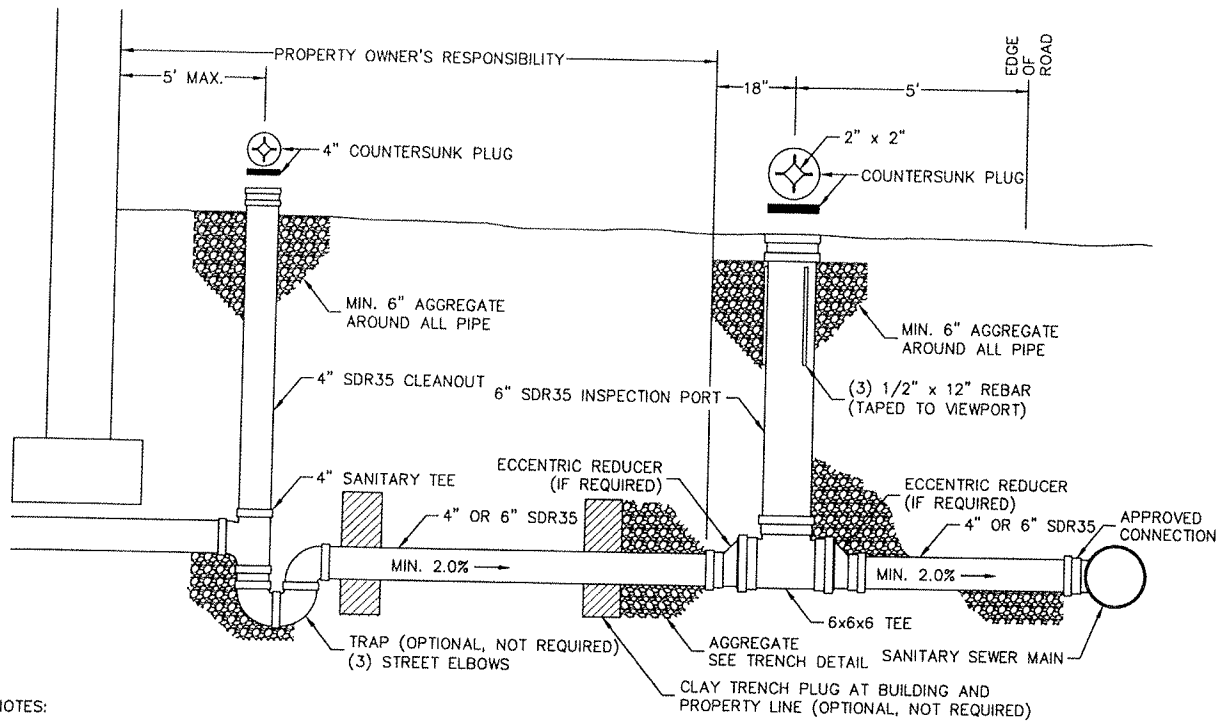 PROPERTY OWNER'S RESPONSIBILITY
EDGE
OF
ROAD
5' MAX.
18"
5'
4" COUNTERSUNK PLUG
2" x 2"
COUNTERSUNK PLUG
MIN. 6" AGGREGATE
AROUND ALL PIPE
MIN. 6" AGGREGATE
AROUND ALL PIPE
4" SDR35 CLEANOUT
6" SDR35 INSPECTION PORT
(3) 1/2" x 12" REBAR
(TAPED TO VIEWPORT)
4" SANITARY TEE
ECCENTRIC REDUCER
(IF REQUIRED)
ECCENTRIC REDUCER
(IF REQUIRED)
4" OR 6" SDR35
4" OR 6" SDR35
APPROVED
CONNECTION
MIN. 2.0%
MIN. 2.0%
6x6x6 TEE
TRAP (OPTIONAL, NOT REQUIRED)
(3) STREET ELBOWS
AGGREGATE
SEE TRENCH DETAIL
SANITARY SEWER MAIN
CLAY TRENCH PLUG AT BUILDING AND
PROPERTY LINE (OPTIONAL, NOT REQUIRED)
NOTES: